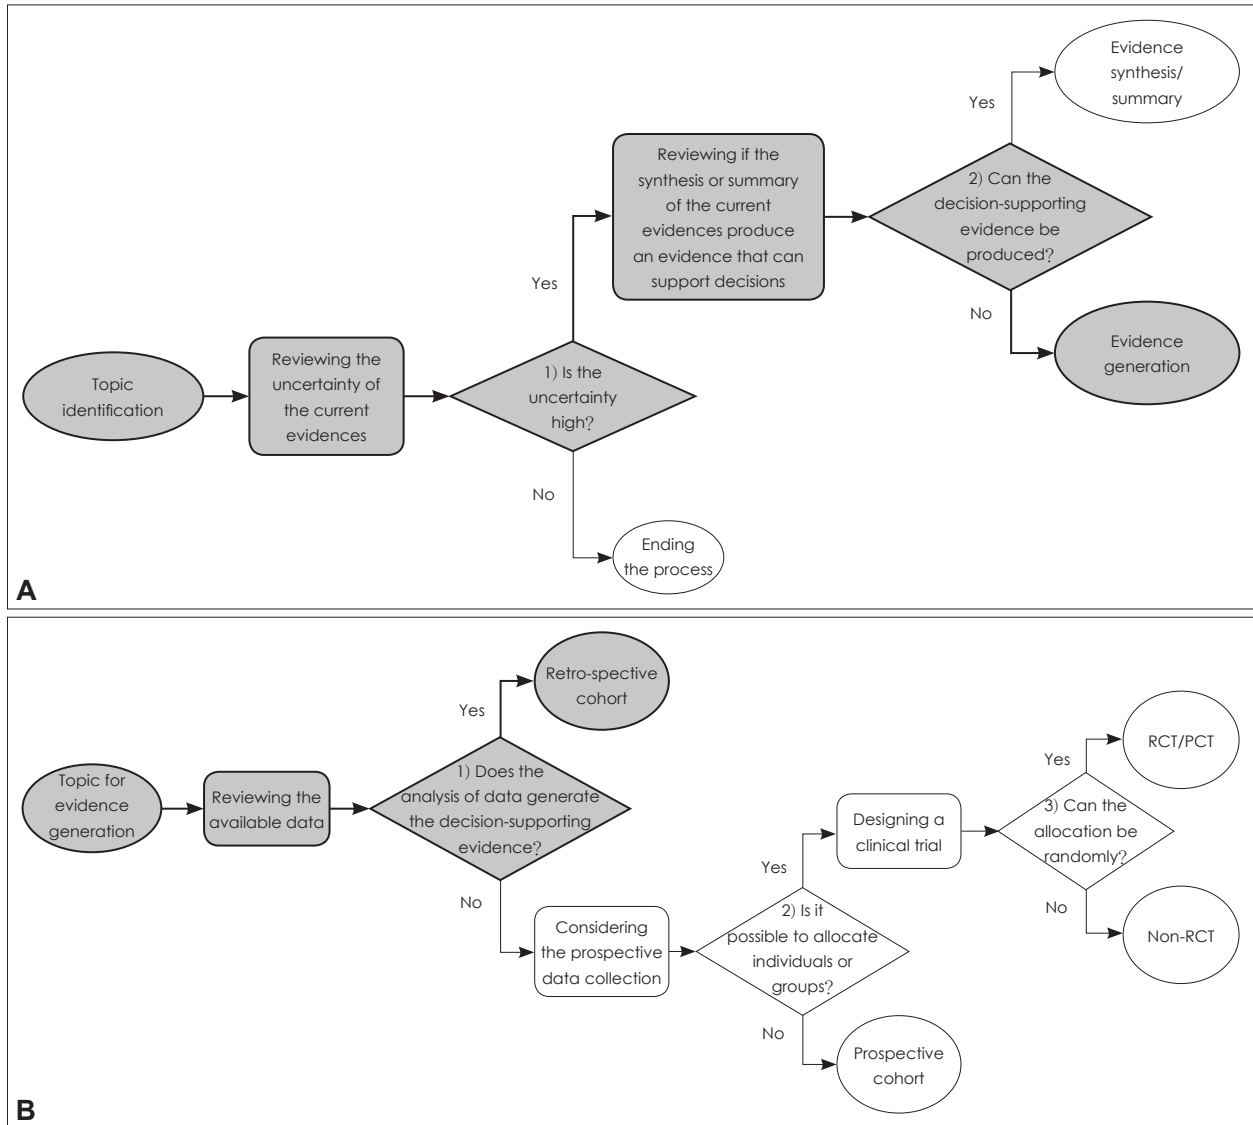 Evidence
synthesis/
summary
Yes
Reviewing if the
synthesis or summary
of the current
evidences produce
an evidence that can
support decisions
2) Can the
decision-supporting
evidence be
produced?
Yes
No
Evidence
generation
Topic
identification
Reviewing the
uncertainty of
the current
evidences
1) Is the
uncertainty
high?
No
Ending
the process
A
Retro-spective
cohort
Yes
Topic for
evidence
generation
Reviewing the
available data
1) Does the
analysis of data generate
the decision-supporting
evidence?
No
Considering
the prospective
data collection
2) Is it
possible to allocate
individuals or
groups?
Yes
Designing a
clinical trial
3) Can the
allocation be
randomly?
Yes
RCT/PCT
No
Non-RCT
No
Prospective
cohort
B